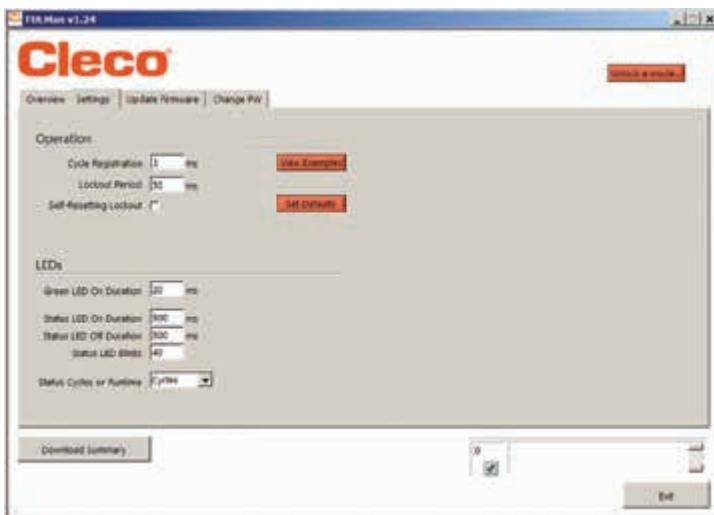 FULMan v1.24
Cleco
Unlock a mode...
Overview Settings Update Firmware Change PW
Operation
Cycle Registration 3 ms View Examples
Lockout Period 50 ms
Self-Resetting Lockout Set Defaults
LEDs
Green LED On Duration 20 ms
Status LED On Duration 500 ms
Status LED Off Duration 500 ms
Status LED Blinks 40
Status Cycles or Runtime Cycles
Download Summary
0
Exit